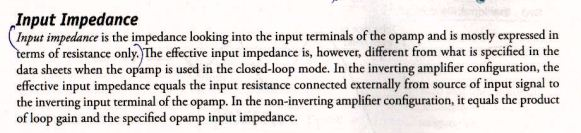 Input Impedance
Input impedance is the impedance looking into the input terminals of the opamp and is mostly expressed in
terms of resistance only. The effective input impedance is, however, different from what is specified in the
data sheets when the opamp is used in the closed-loop mode. In the inverting amplifier configuration, the
effective input impedance equals the input resistance connected externally from source of input signal to
the inverting input terminal of the opamp. In the non-inverting amplifier configuration, it equals the product
of loop gain and the specified opamp input impedance.